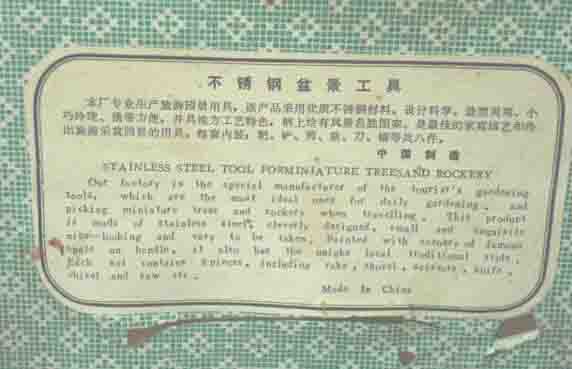 不锈钢盆景工具
本厂专业生产旅游园景用具，该产品采用优质不锈钢材料，设计科学，造型美观、小
巧玲珑、携带方便，并具地方工艺特色，柄上绘有风景名胜图案。是最佳的家庭园艺和外
出旅游采赏园景的用具。每套内装：耙、铲、剪、刀、锯等共八件。
中国制造
STAINLESS STEEL TOOL FORMINIATURE TREESAND ROCKERY
Our factory is the special manufacturer of the tourist's gardening
tools, which are the most ideal ones for daily gardening, and
picking miniature trees and rockery when travelling. This product
is made of stainless steel, cleverly designed, small and exquisite
nice-looking and easy to be taken. Painted with scenery of famous
spots on handles, it also has the unique local traditional style.
Each set contains 8 pieces, including rake, shovel, scissors, knife,
chisel and saw etc.
Made In China